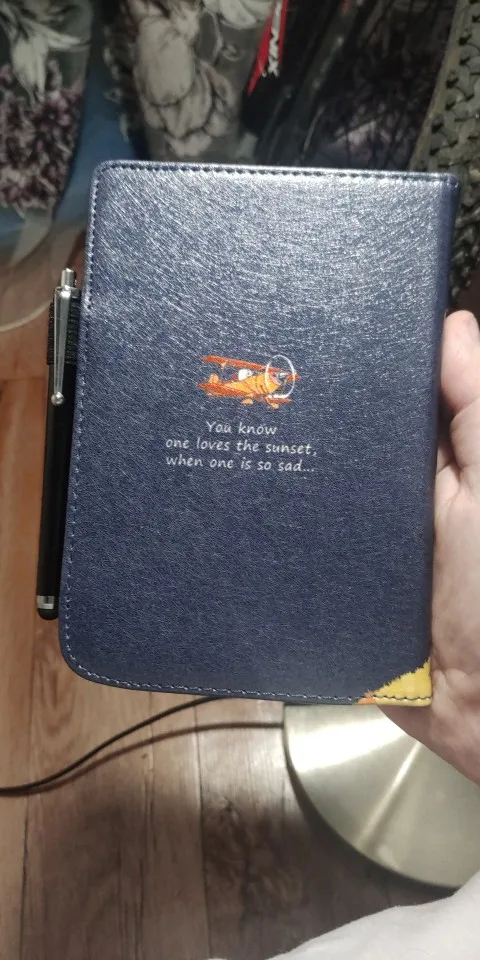 You know
one loves the sunset,
when one is so sad...